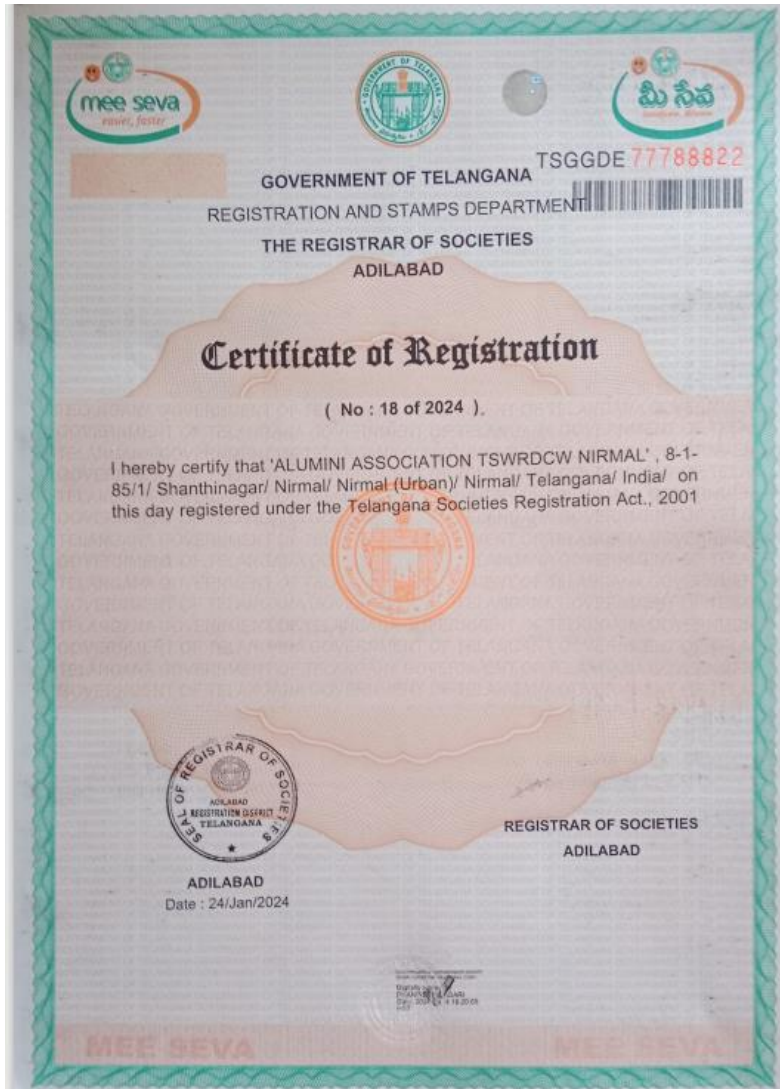 mee seva
easier, faster
GOVERNMENT OF TELANGANA
మీ సేవ
TSGGDE 77788822
GOVERNMENT OF TELANGANA
REGISTRATION AND STAMPS DEPARTMENT
THE REGISTRAR OF SOCIETIES
ADILABAD
Certificate of Registration
( No : 18 of 2024 ).
I hereby certify that 'ALUMINI ASSOCIATION TSWRDCW NIRMAL' , 8-1-
85/1/ Shanthinagar/ Nirmal/ Nirmal (Urban)/ Nirmal/ Telangana/ India/ on
this day registered under the Telangana Societies Registration Act., 2001
SEAL OF REGISTRAR OF SOCIETIES
ADILABAD
REGISTRATION DISTRICT
TELANGANA
REGISTRAR OF SOCIETIES
ADILABAD
ADILABAD
Date : 24/Jan/2024
MEE SEVA
MEE SEVA